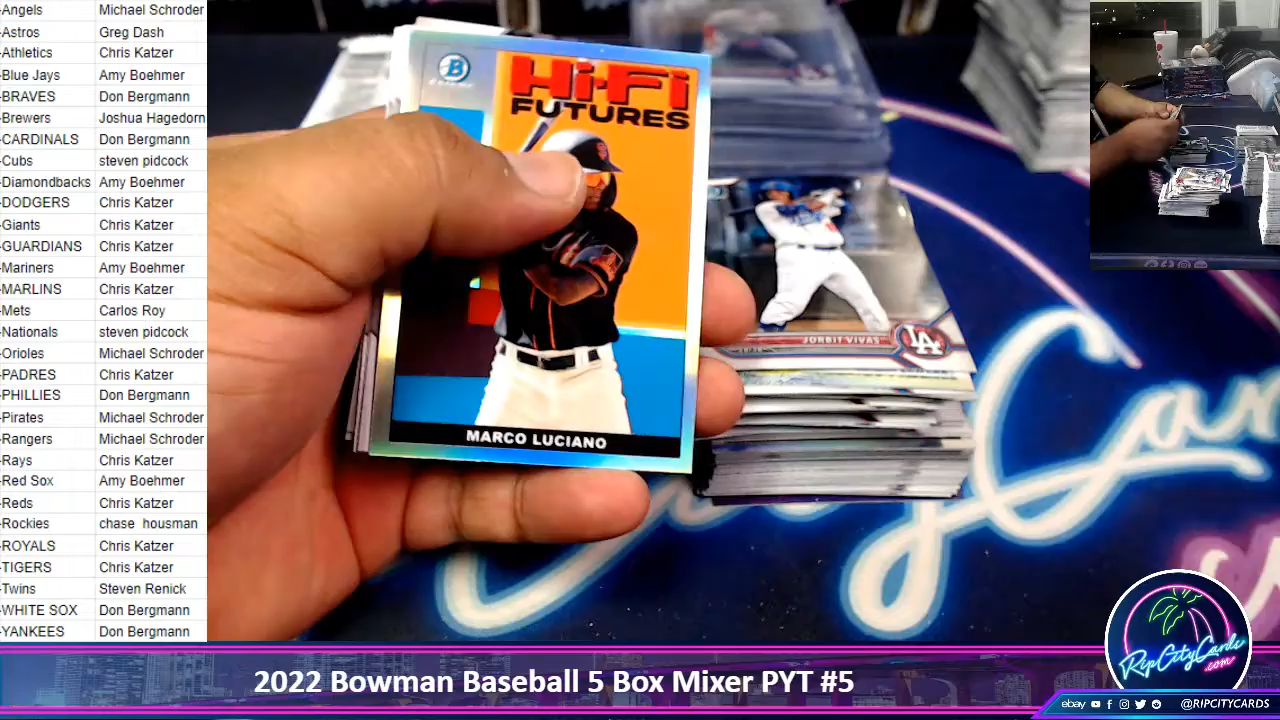 -Angels Michael Schroder
-Astros Greg Dash
-Athletics Chris Katzer
-Blue Jays Amy Boehmer
-BRAVES Don Bergmann
-Brewers Joshua Hagedorn
-CARDINALS Don Bergmann
-Cubs steven pidcock
-Diamondbacks Amy Boehmer
-DODGERS Chris Katzer
-Giants Chris Katzer
-GUARDIANS Chris Katzer
-Mariners Amy Boehmer
-MARLINS Chris Katzer
-Mets Carlos Roy
-Nationals steven pidcock
-Orioles Michael Schroder
-PADRES Chris Katzer
-PHILLIES Don Bergmann
-Pirates Michael Schroder
-Rangers Michael Schroder
-Rays Chris Katzer
-Red Sox Amy Boehmer
-Reds Chris Katzer
-Rockies chase housman
-ROYALS Chris Katzer
-TIGERS Chris Katzer
-Twins Steven Renick
-WHITE SOX Don Bergmann
-YANKEES Don Bergmann
B
Hi-Fi
FUTURES
MARCO LUCIANO
JORBIT VIVAS
LA
RipCityCards
.com
2022 Bowman Baseball 5 Box Mixer PYT #5
ebay @RIPCITYCARDS